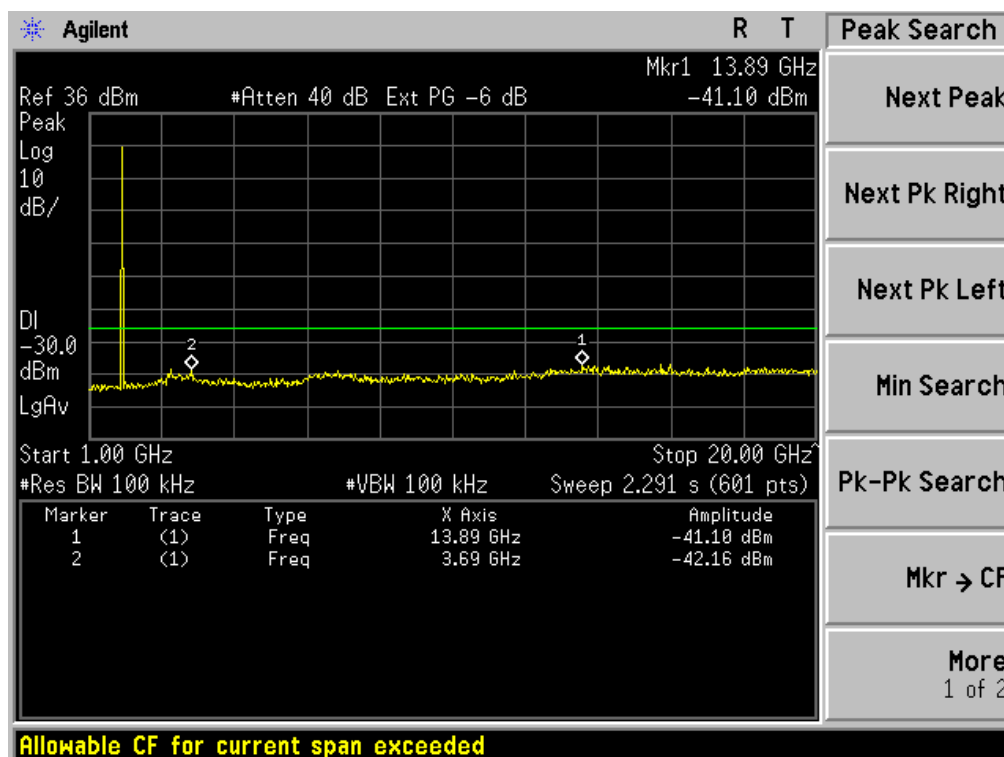 Agilent R T
Peak Search
Mkr1 13.89 GHz
Ref 36 dBm #Atten 40 dB Ext PG -6 dB -41.10 dBm
Peak
Log
10
dB/
DI
-30.0
dBm
LgAv
2
1
Start 1.00 GHz Stop 20.00 GHz^
#Res BW 100 kHz #VBW 100 kHz Sweep 2.291 s (601 pts)
Marker Trace Type X Axis Amplitude
1 (1) Freq 13.89 GHz -41.10 dBm
2 (1) Freq 3.69 GHz -42.16 dBm
Next Peak
Next Pk Right
Next Pk Left
Min Search
Pk-Pk Search
Mkr → CF
More
1 of 2
Allowable CF for current span exceeded